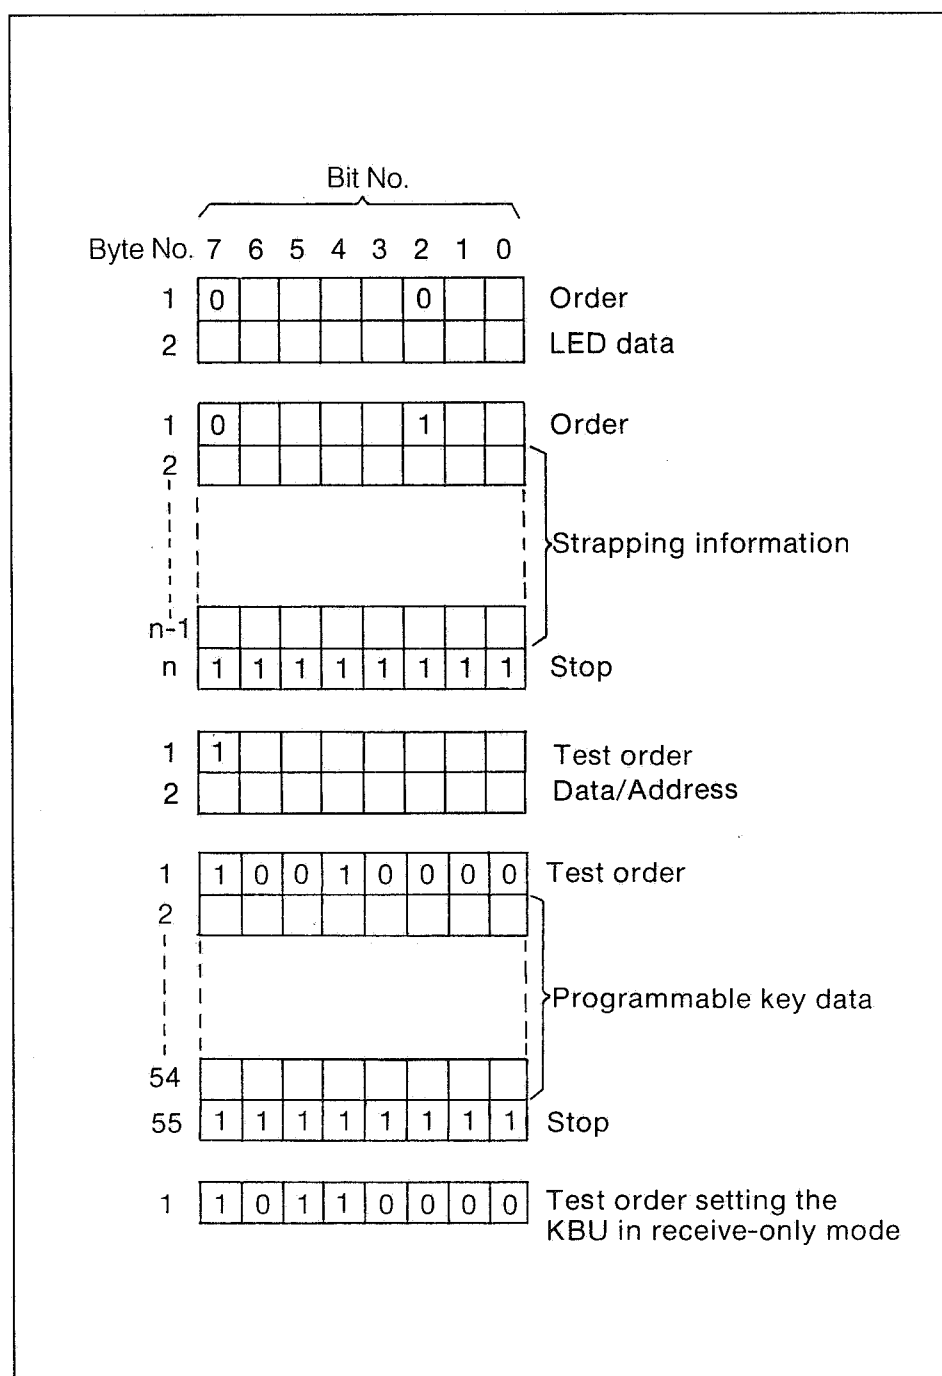 Bit No.
Byte No. 7 6 5 4 3 2 1 0
1 0 0 Order
2 LED data
1 0 1 Order
2
Strapping information
n-1
n 1 1 1 1 1 1 1 1 Stop
1 1 Test order
2 Data/Address
1 1 0 0 1 0 0 0 0 Test order
2
Programmable key data
54
55 1 1 1 1 1 1 1 1 Stop
1 1 0 1 1 0 0 0 0 Test order setting the
KBU in receive-only mode